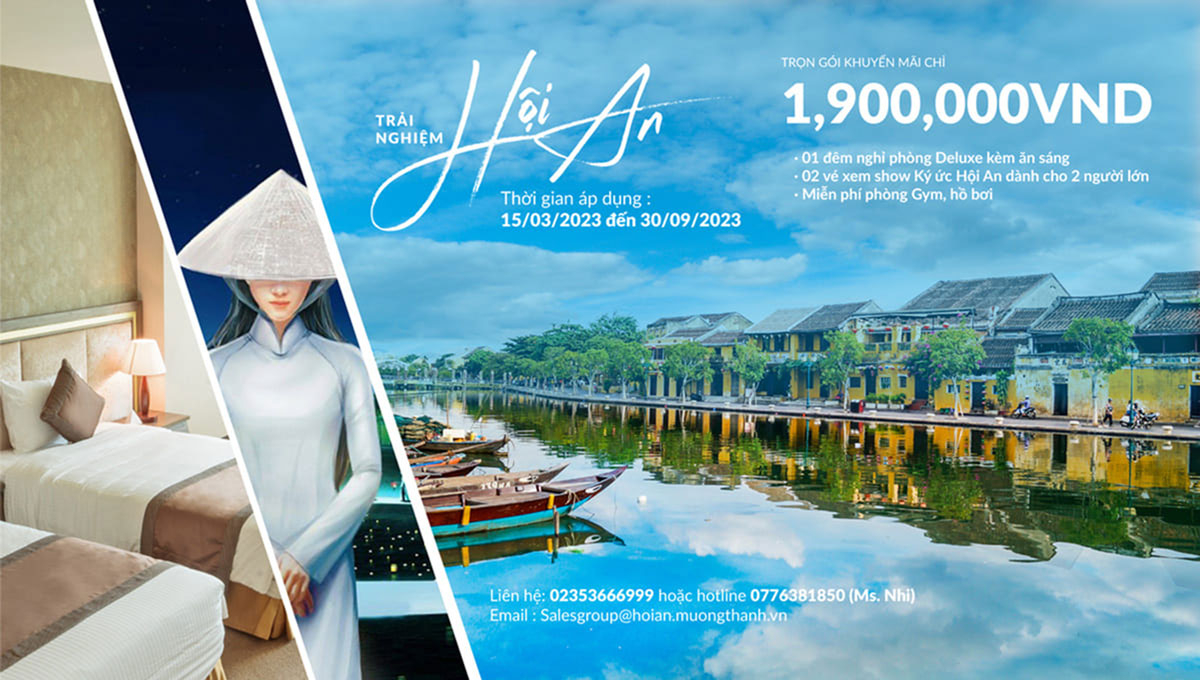 TRẢI
NGHIỆM
Hội An
Thời gian áp dụng :
15/03/2023 đến 30/09/2023
TRỌN GÓI KHUYẾN MÃI CHỈ
1,900,000VND
· 01 đêm nghỉ phòng Deluxe kèm ăn sáng
· 02 vé xem show Ký ức Hội An dành cho 2 người lớn
· Miễn phí phòng Gym, hồ bơi
Liên hệ: 02353666999 hoặc hotline 0776381850 (Ms. Nhi)
Email : Salesgroup@hoian.muongthanh.vn